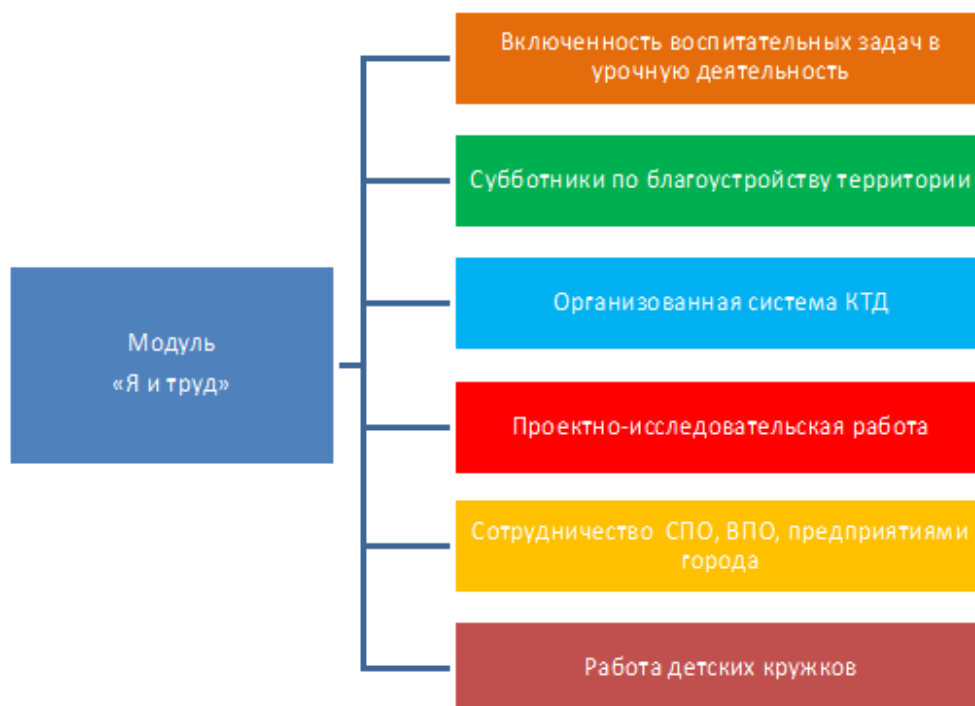 Модуль
«Я и труд»
Включенность воспитательных задач в
урочную деятельность
Субботники по благоустройству территории
Организованная система КТД
Проектно-исследовательская работа
Сотрудничество СПО, ВПО, предприятиями
города
Работа детских кружков